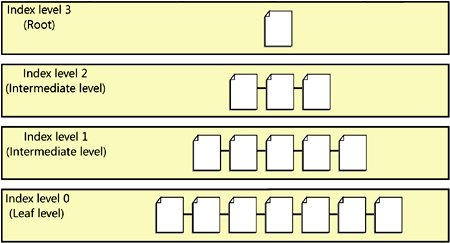 Index level 3
(Root)
Index level 2
(Intermediate level)
Index level 1
(Intermediate level)
Index level 0
(Leaf level)